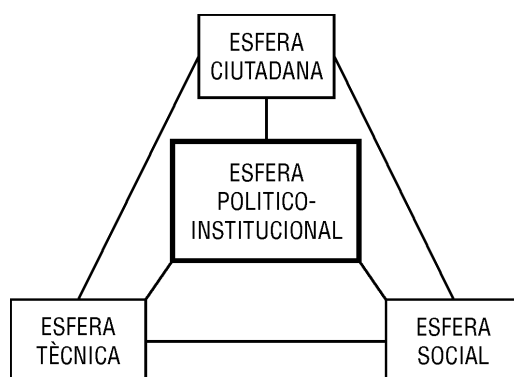 ESFERA
CIUTADANA
ESFERA
POLITICO-
INSTITUCIONAL
ESFERA
TÈCNICA
ESFERA
SOCIAL